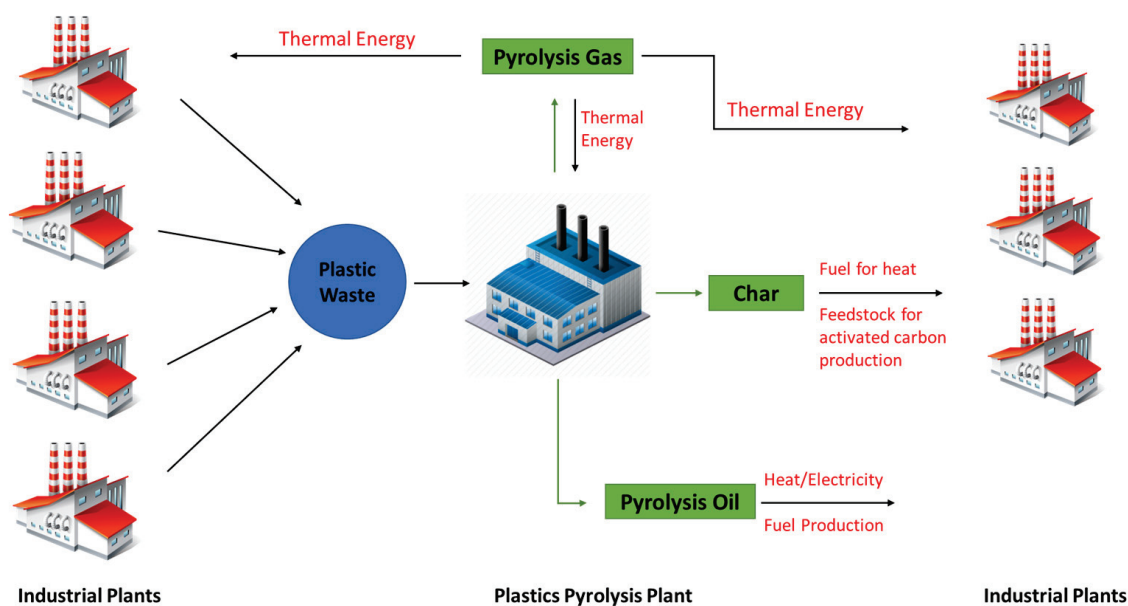 Thermal Energy
Pyrolysis Gas
Thermal Energy
Thermal
Energy
Plastic
Waste
Char
Fuel for heat
Feedstock for
activated carbon
production
Pyrolysis Oil
Heat/Electricity
Fuel Production
Industrial Plants
Plastics Pyrolysis Plant
Industrial Plants